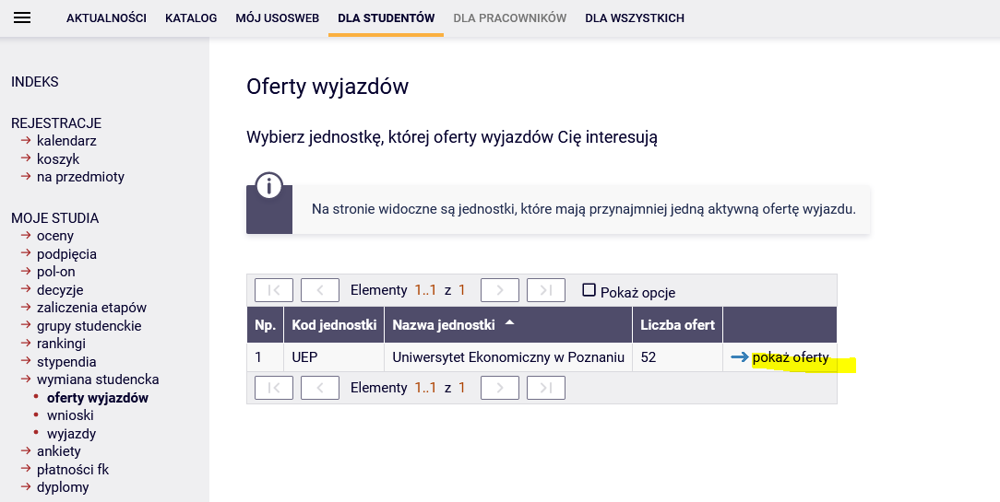 AKTUALNOŚCI KATALOG MÓJ USOSWEB DLA STUDENTÓW DLA PRACOWNIKÓW DLA WSZYSTKICH
INDEKS
REJESTRACJE
kalendarz
koszyk
na przedmioty
MOJE STUDIA
oceny
podpięcia
pol-on
decyzje
zaliczenia etapów
grupy studenckie
rankingi
stypendia
wymiana studencka
oferty wyjazdów
wnioski
wyjazdy
ankiety
płatności fk
dyplomy
Oferty wyjazdów
Wybierz jednostkę, której oferty wyjazdów Cię interesują
Na stronie widoczne są jednostki, które mają przynajmniej jedną aktywną ofertę wyjazdu.
Elementy 1..1 z 1 Pokaż opcje
Np. Kod jednostki Nazwa jednostki Liczba ofert
1 UEP Uniwersytet Ekonomiczny w Poznaniu 52 pokaż oferty
Elementy 1..1 z 1